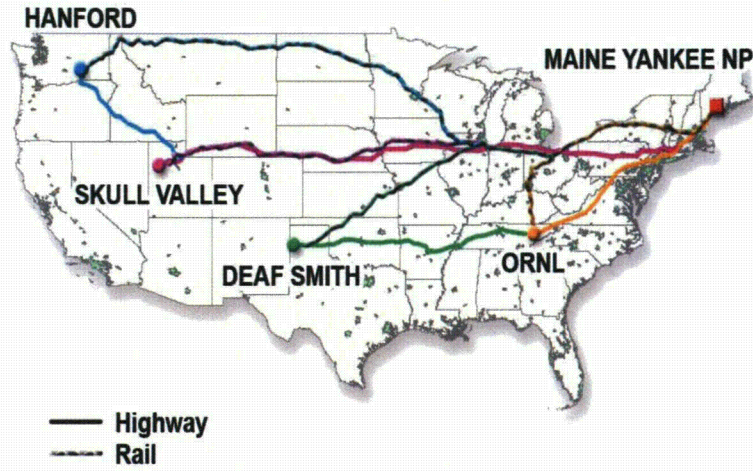 HANFORD
MAINE YANKEE NP
SKULL VALLEY
DEAF SMITH
ORNL
Highway
Rail